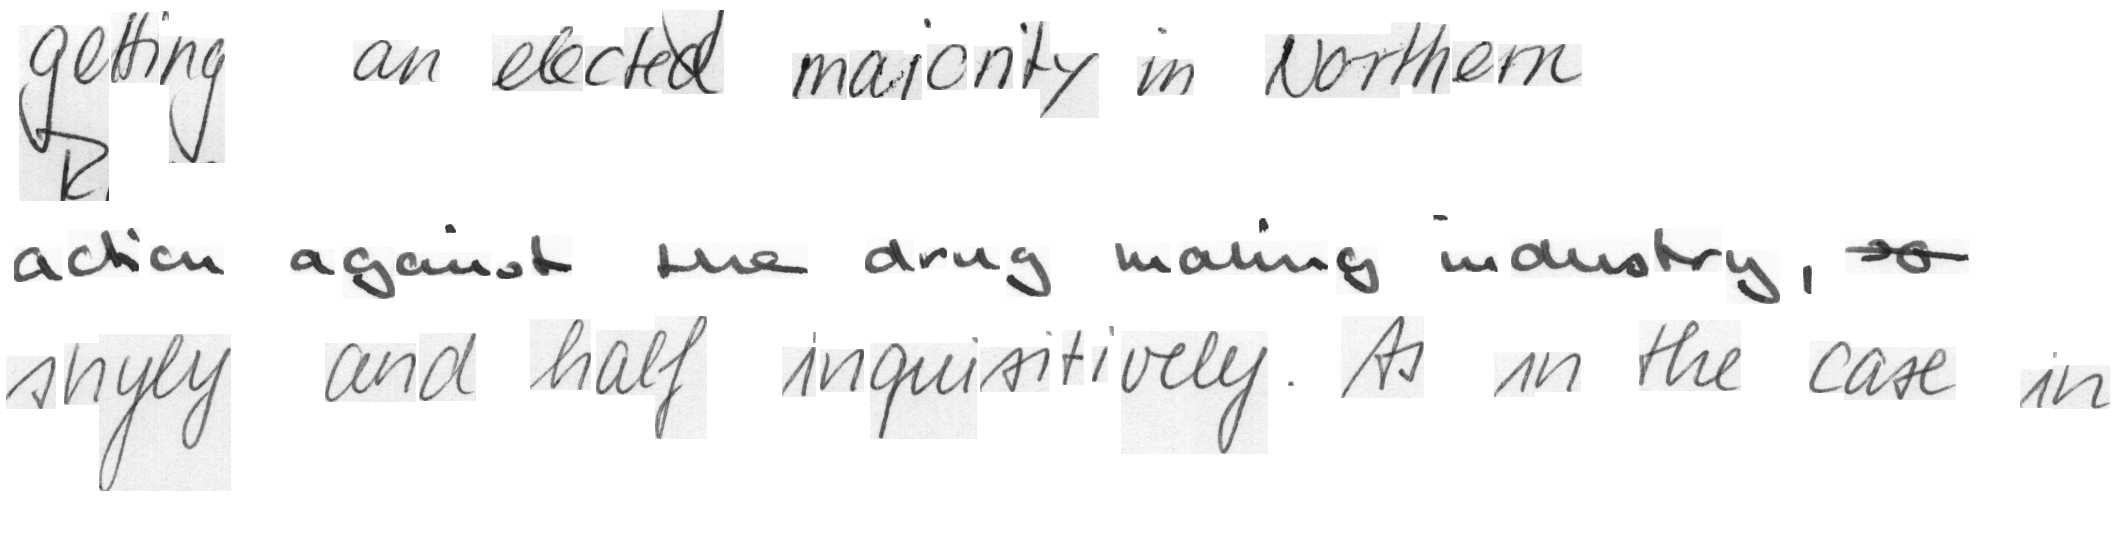 getting an elected majority in Northern
action against the drug making industry, so
shyly and half inquisitively. As in the case in